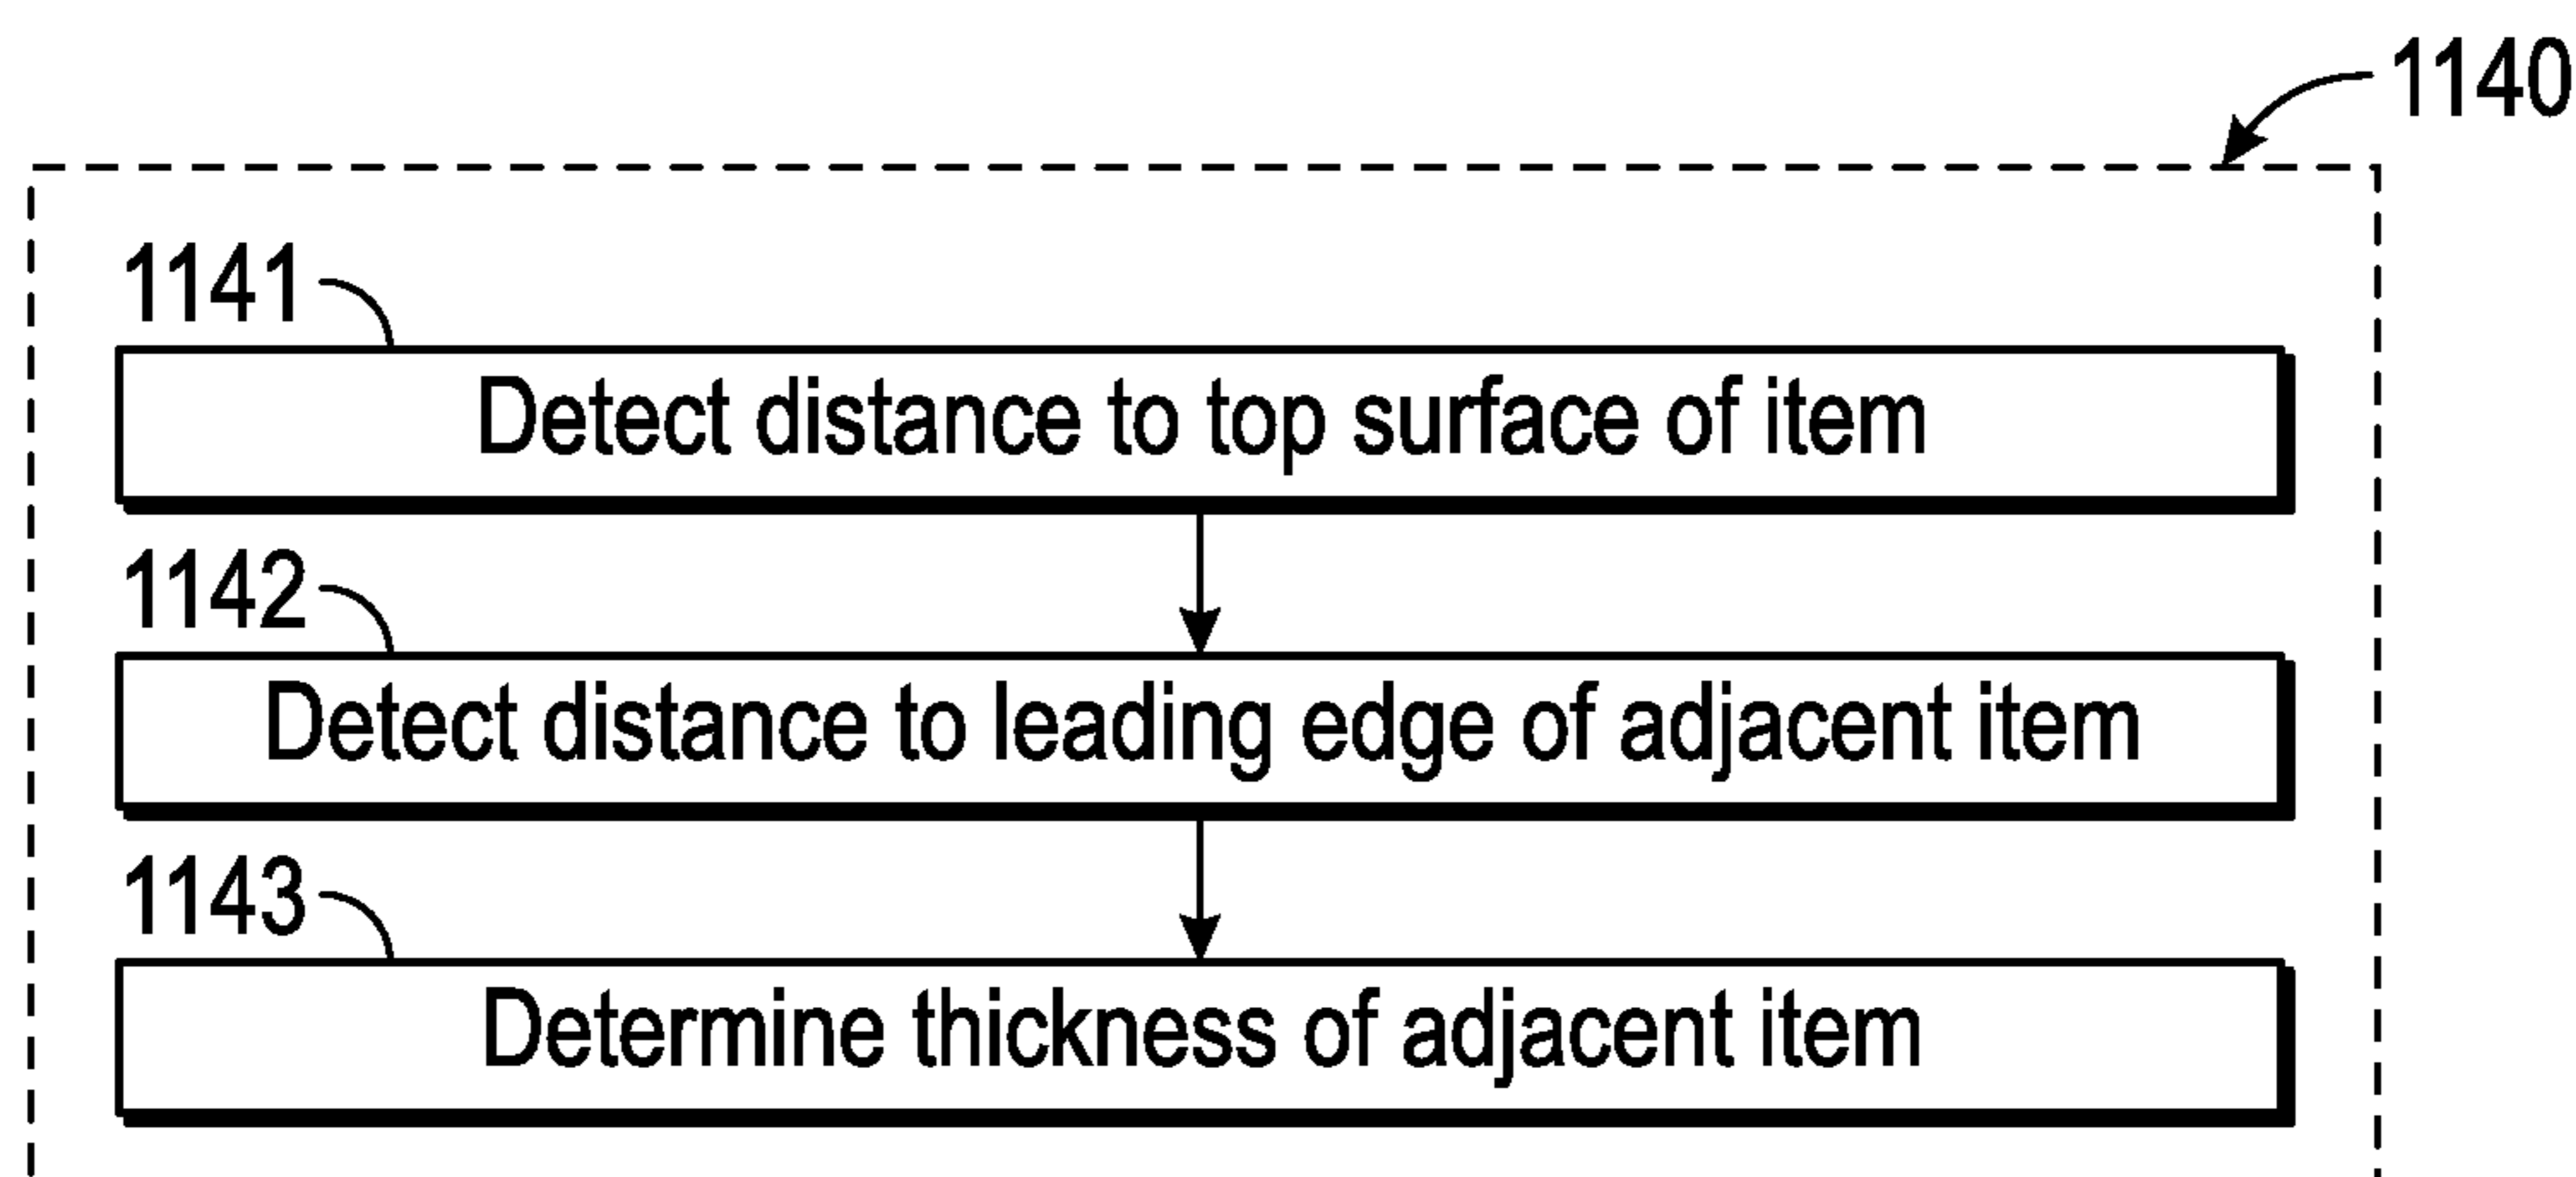 1140
1141
Detect distance to top surface of item
1142
Detect distance to leading edge of adjacent item
1143
Determine thickness of adjacent item